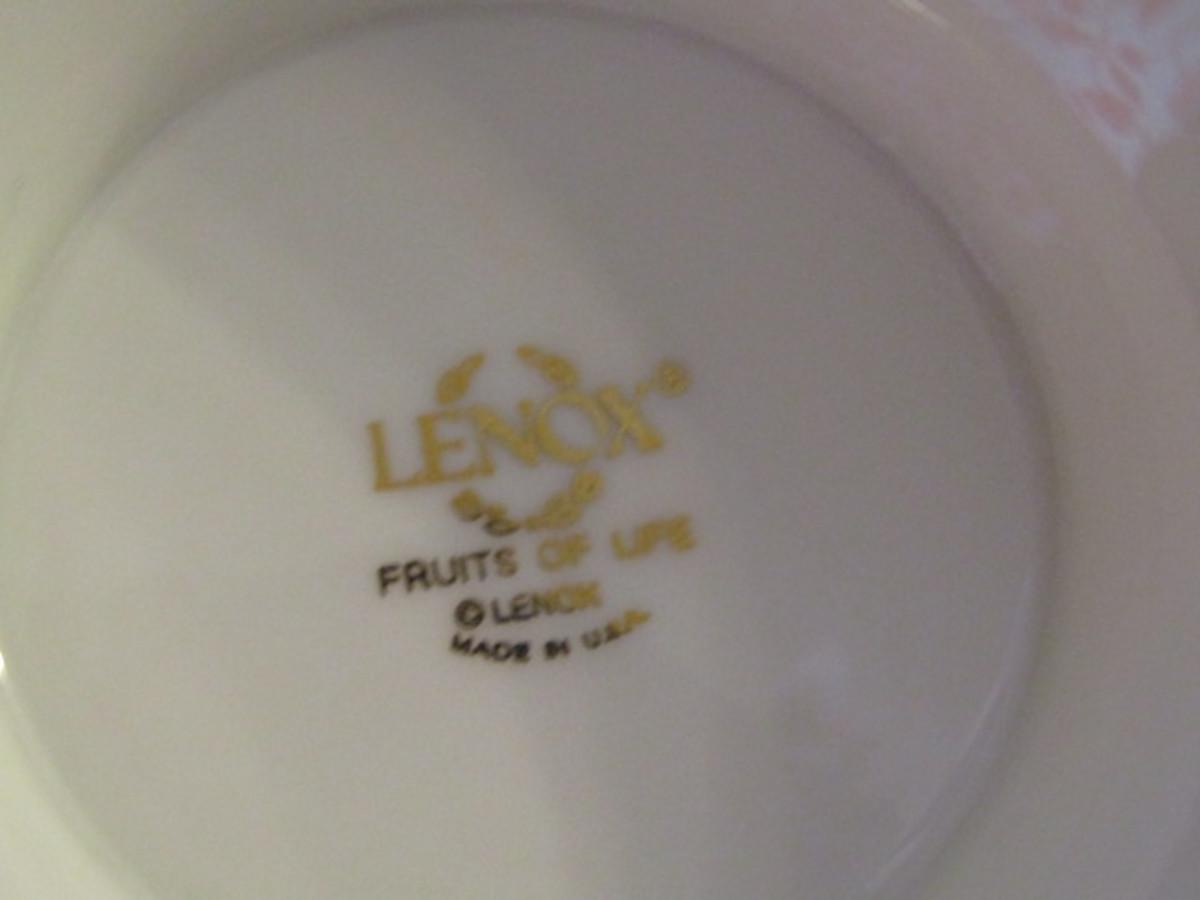 LENOX®
FRUITS OF LIFE
© LENOX
MADE IN U.S.A.